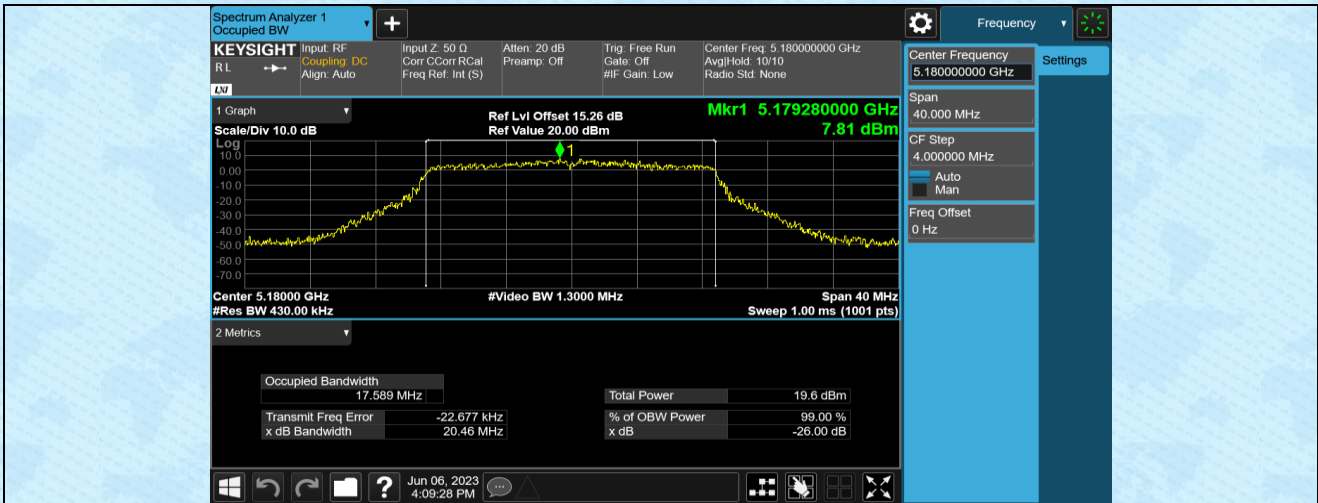 Spectrum Analyzer 1
Occupied BW
Frequency
KEYSIGHT
R L
LXI
Input: RF
Coupling: DC
Align: Auto
Input Z: 50 Ω
Corr CCorr RCal
Freq Ref: Int (S)
Atten: 20 dB
Preamp: Off
Trig: Free Run
Gate: Off
#IF Gain: Low
Center Freq: 5.180000000 GHz
Avg|Hold: 10/10
Radio Std: None
Center Frequency
5.180000000 GHz
Settings
Span
40.000 MHz
CF Step
4.000000 MHz
Auto
Man
Freq Offset
0 Hz
1 Graph
Scale/Div 10.0 dB
Ref Lvl Offset 15.26 dB
Ref Value 20.00 dBm
Mkr1 5.179280000 GHz
7.81 dBm
Log
10.0
0.00
-10.0
-20.0
-30.0
-40.0
-50.0
-60.0
-70.0
1
Center 5.18000 GHz
#Res BW 430.00 kHz
#Video BW 1.3000 MHz
Span 40 MHz
Sweep 1.00 ms (1001 pts)
2 Metrics
Occupied Bandwidth
17.589 MHz
Transmit Freq Error -22.677 kHz
x dB Bandwidth 20.46 MHz
Total Power 19.6 dBm
% of OBW Power 99.00 %
x dB -26.00 dB
?
Jun 06, 2023
4:09:28 PM